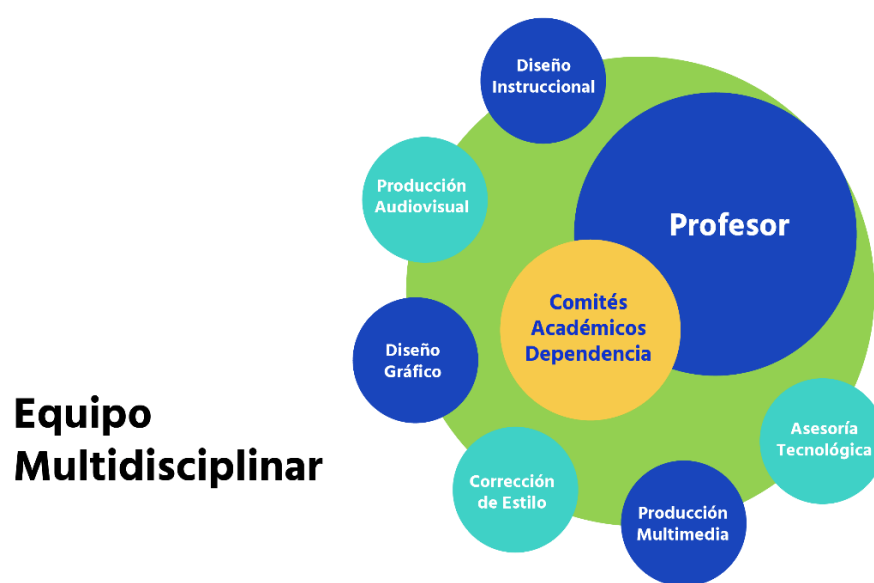 Diseño
Instruccional
Producción
Audiovisual
Profesor
Comités
Académicos
Dependencia
Diseño
Gráfico
Equipo
Multidisciplinar
Asesoría
Tecnológica
Corrección
de Estilo
Producción
Multimedia